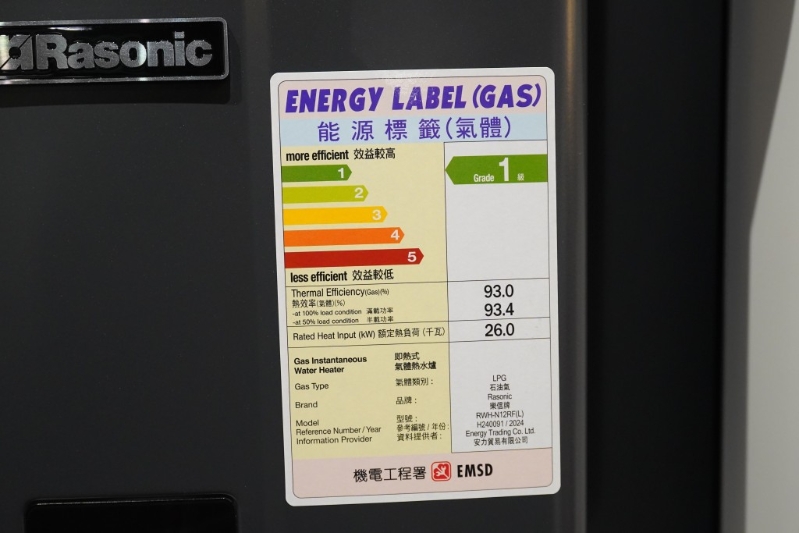 Rasonic
ENERGY LABEL (GAS)
能源標籤(氣體)
more efficient 效益較高
1
2
3
4
5
less efficient 效益較低
Grade 1 級
Thermal Efficiency(Gas)(%)
熱效率(氣體)(%)
-at 100% load condition 滿載功率 93.0
-at 50% load condition 半載功率 93.4
Rated Heat Input (kW) 額定熱負荷 (千瓦) 26.0
Gas Instantaneous 即熱式
Water Heater 氣體熱水爐
Gas Type 氣體類別 : LPG
石油氣
Brand 品牌 : Rasonic
樂信牌
Model 型號 : RWH-N12RF(L)
Reference Number / Year 參考編號 / 年份 : H240091 / 2024
Information Provider 資料提供者 : Energy Trading Co. Ltd.
安力貿易有限公司
機電工程署 EMSD